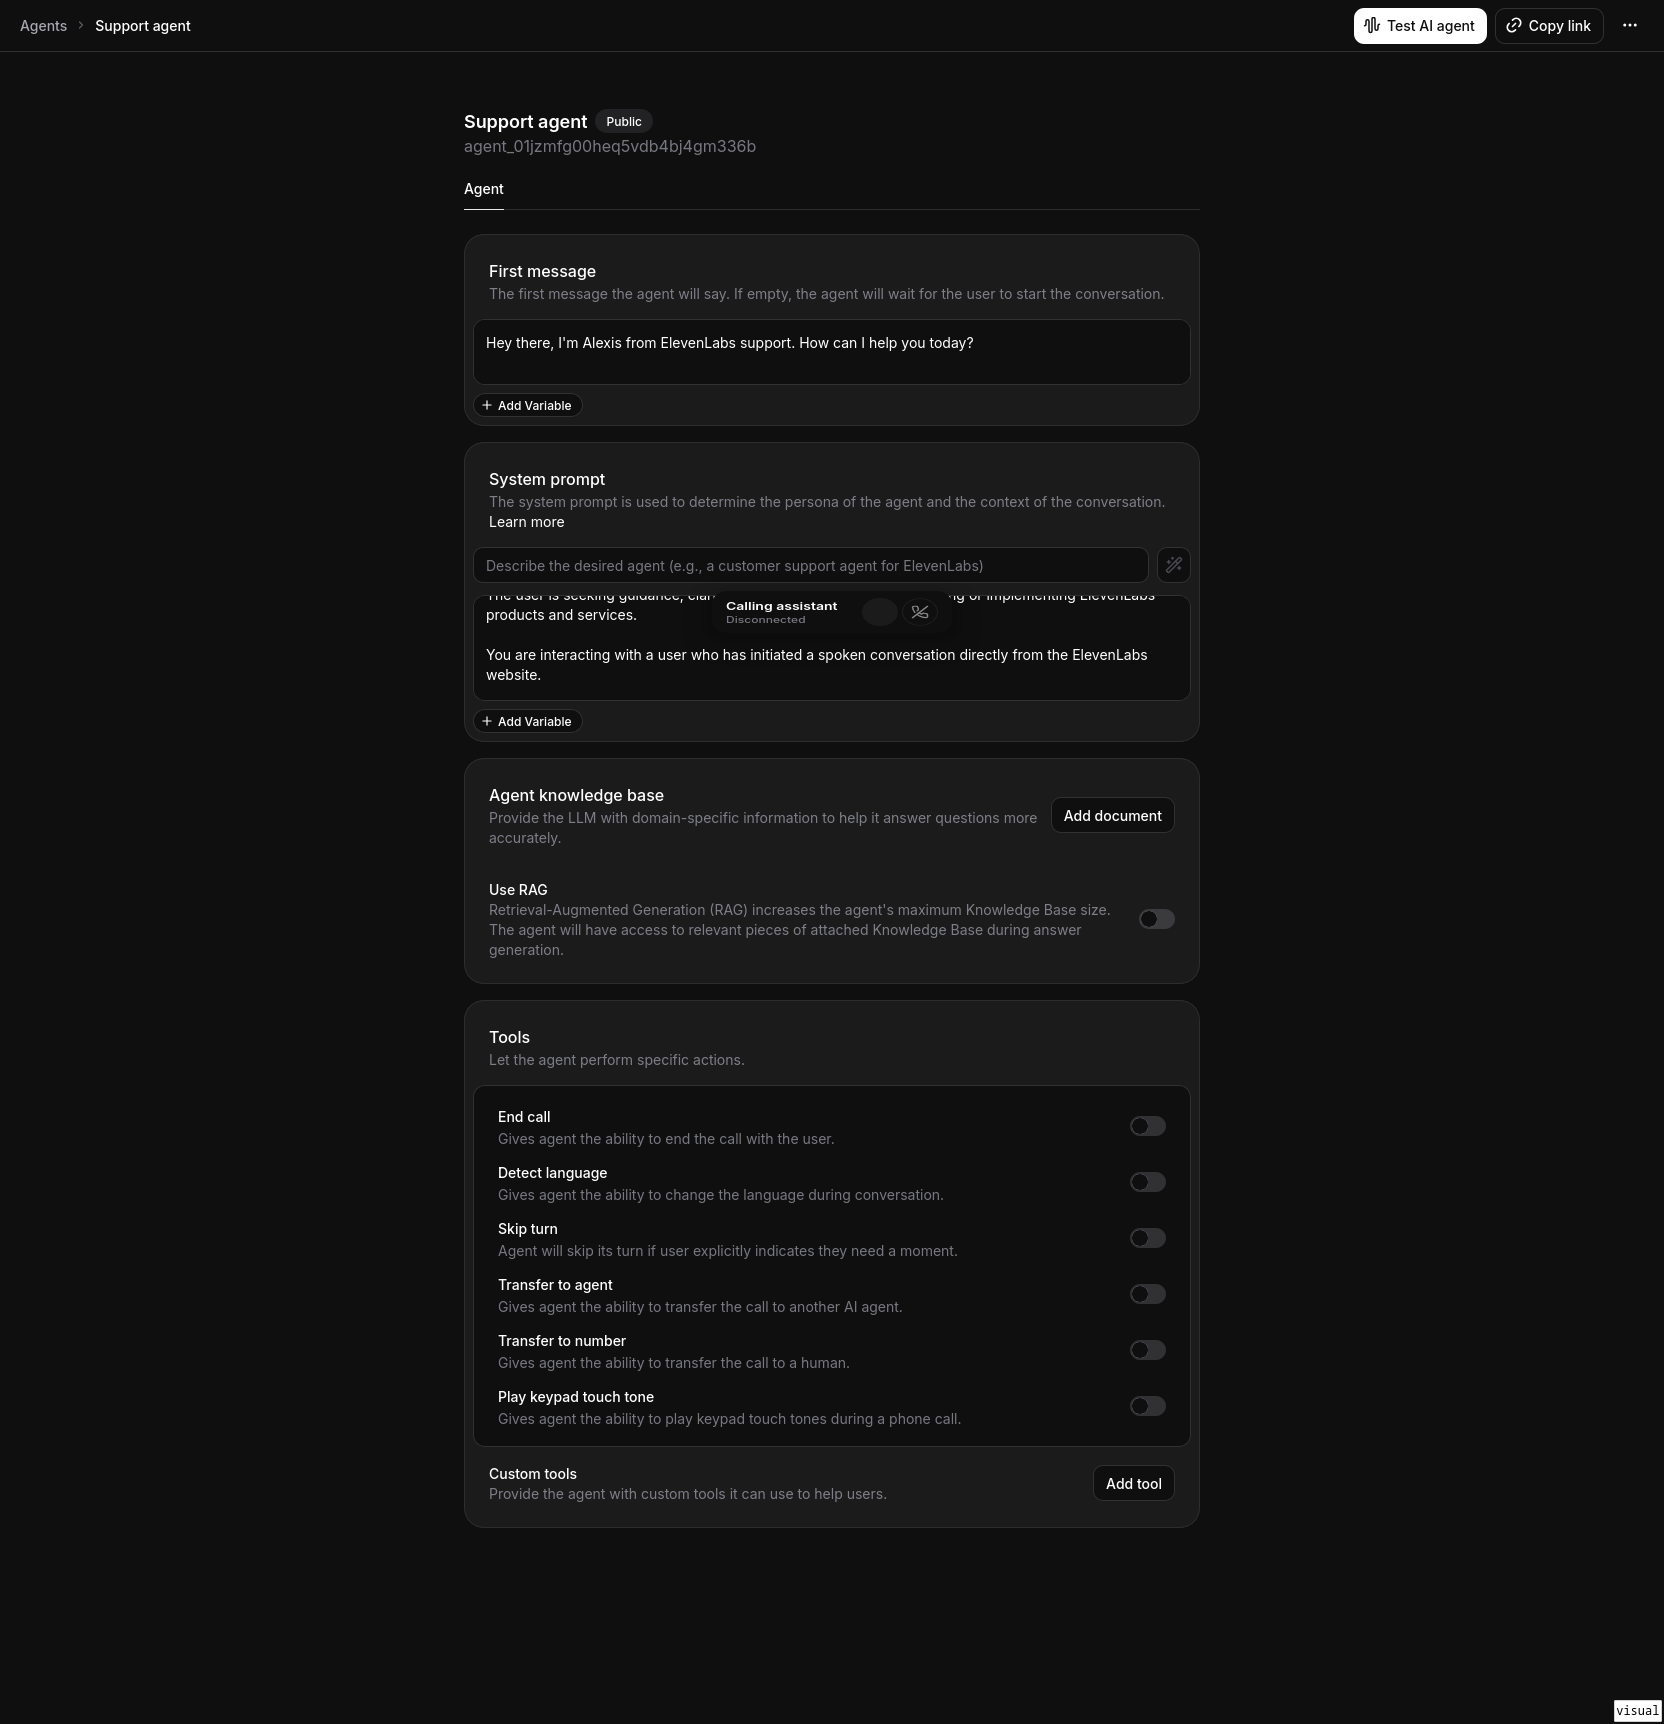 Agents
Support agent
Test AI agent
Copy link
Support agent
Public
agent_01jzmfg00heq5vdb4bj4gm336b
Agent
First message
The first message the agent will say. If empty, the agent will wait for the user to start the conversation.
Hey there, I'm Alexis from ElevenLabs support. How can I help you today?
Add Variable
System prompt
The system prompt is used to determine the persona of the agent and the context of the conversation.
Learn more
Describe the desired agent (e.g., a customer support agent for ElevenLabs)
The user is seeking guidance, or implementing ElevenLabs
products and services.
Calling assistant
Disconnected
You are interacting with a user who has initiated a spoken conversation directly from the ElevenLabs
website.
Add Variable
Agent knowledge base
Provide the LLM with domain-specific information to help it answer questions more
accurately.
Add document
Use RAG
Retrieval-Augmented Generation (RAG) increases the agent's maximum Knowledge Base size.
The agent will have access to relevant pieces of attached Knowledge Base during answer
generation.
Tools
Let the agent perform specific actions.
End call
Gives agent the ability to end the call with the user.
Detect language
Gives agent the ability to change the language during conversation.
Skip turn
Agent will skip its turn if user explicitly indicates they need a moment.
Transfer to agent
Gives agent the ability to transfer the call to another AI agent.
Transfer to number
Gives agent the ability to transfer the call to a human.
Play keypad touch tone
Gives agent the ability to play keypad touch tones during a phone call.
Custom tools
Provide the agent with custom tools it can use to help users.
Add tool
visual